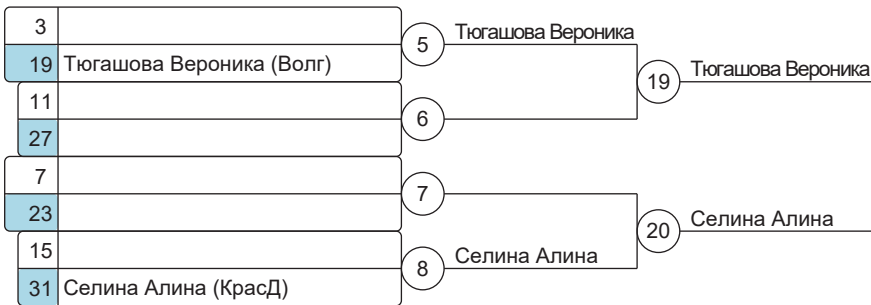 3
5 Тюгашова Вероника
19 Тюгашова Вероника (Волг)
19 Тюгашова Вероника
11
6
27
7
7
23
20 Селина Алина
15
8 Селина Алина
31 Селина Алина (КрасД)